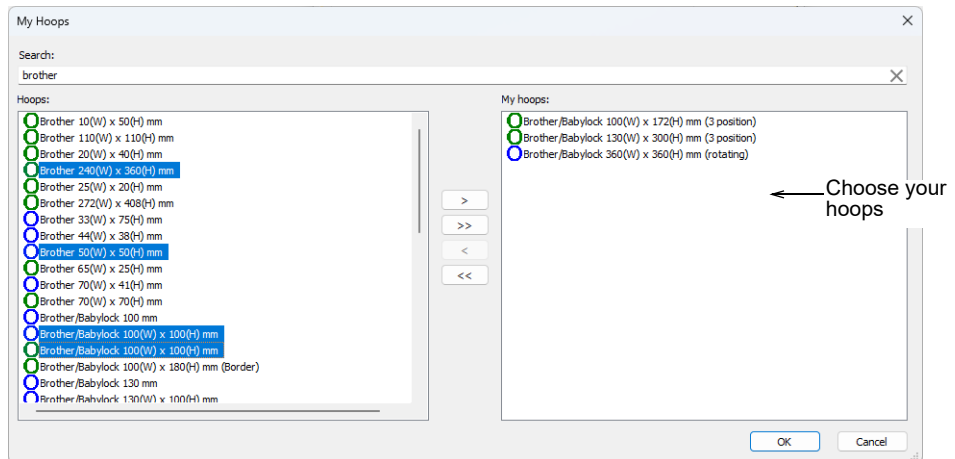 My Hoops
Search:
brother
Hoops:
Brother 10(W) x 50(H) mm
Brother 110(W) x 110(H) mm
Brother 20(W) x 40(H) mm
Brother 240(W) x 360(H) mm
Brother 25(W) x 20(H) mm
Brother 272(W) x 408(H) mm
Brother 33(W) x 75(H) mm
Brother 44(W) x 38(H) mm
Brother 50(W) x 50(H) mm
Brother 65(W) x 25(H) mm
Brother 70(W) x 41(H) mm
Brother 70(W) x 70(H) mm
Brother/Babylock 100 mm
Brother/Babylock 100(W) x 100(H) mm
Brother/Babylock 100(W) x 100(H) mm
Brother/Babylock 100(W) x 180(H) mm (Border)
Brother/Babylock 130 mm
Brother/Babylock 130(W) x 100(H) mm
>
>>
<
<<
My hoops:
Brother/Babylock 100(W) x 172(H) mm (3 position)
Brother/Babylock 130(W) x 300(H) mm (3 position)
Brother/Babylock 360(W) x 360(H) mm (rotating)
Choose your
hoops
OK
Cancel